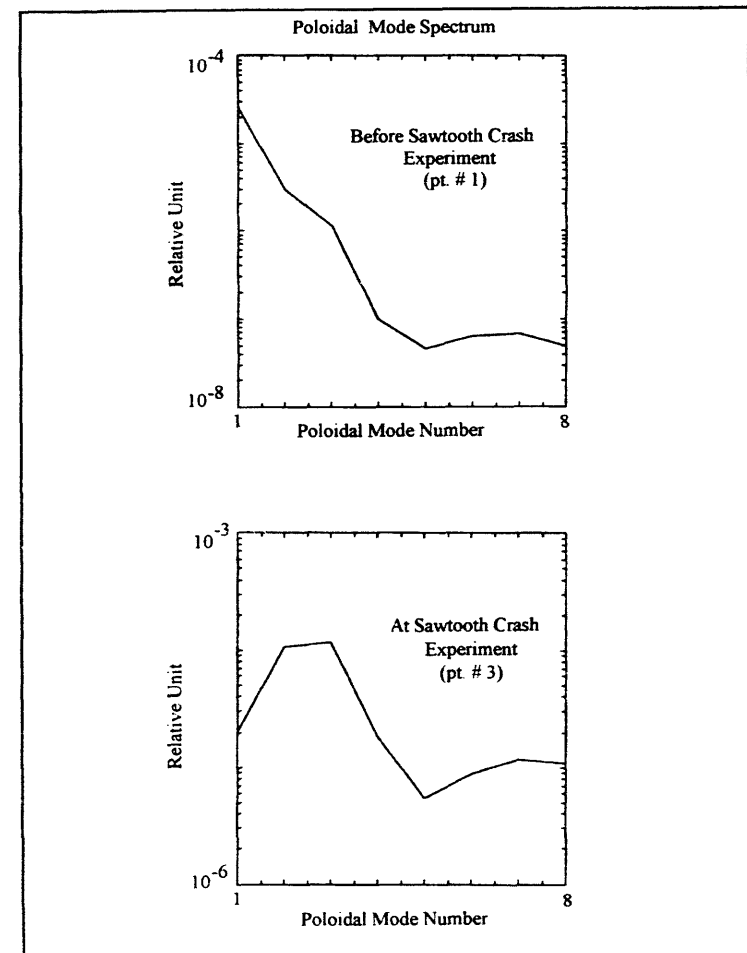 Poloidal Mode Spectrum
10^-4
Before Sawtooth Crash
Experiment
(pt. # 1)
Relative Unit
10^-8
1
8
Poloidal Mode Number
10^-3
At Sawtooth Crash
Experiment
(pt. # 3)
Relative Unit
10^-6
1
8
Poloidal Mode Number